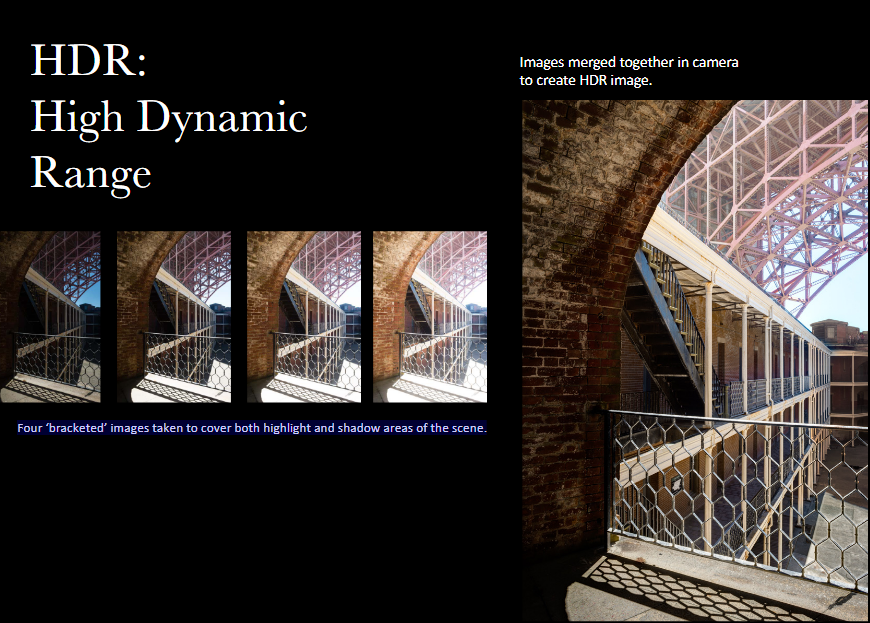 HDR:
High Dynamic
Range
Images merged together in camera
to create HDR image.
Four ‘bracketed’ images taken to cover both highlight and shadow areas of the scene.